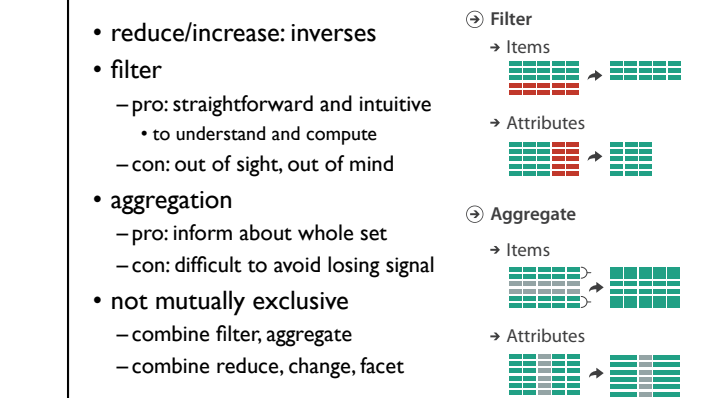 • reduce/increase: inverses
• filter
– pro: straightforward and intuitive
• to understand and compute
– con: out of sight, out of mind
• aggregation
– pro: inform about whole set
– con: difficult to avoid losing signal
• not mutually exclusive
– combine filter, aggregate
– combine reduce, change, facet
Filter
Items
Attributes
Aggregate
Items
Attributes